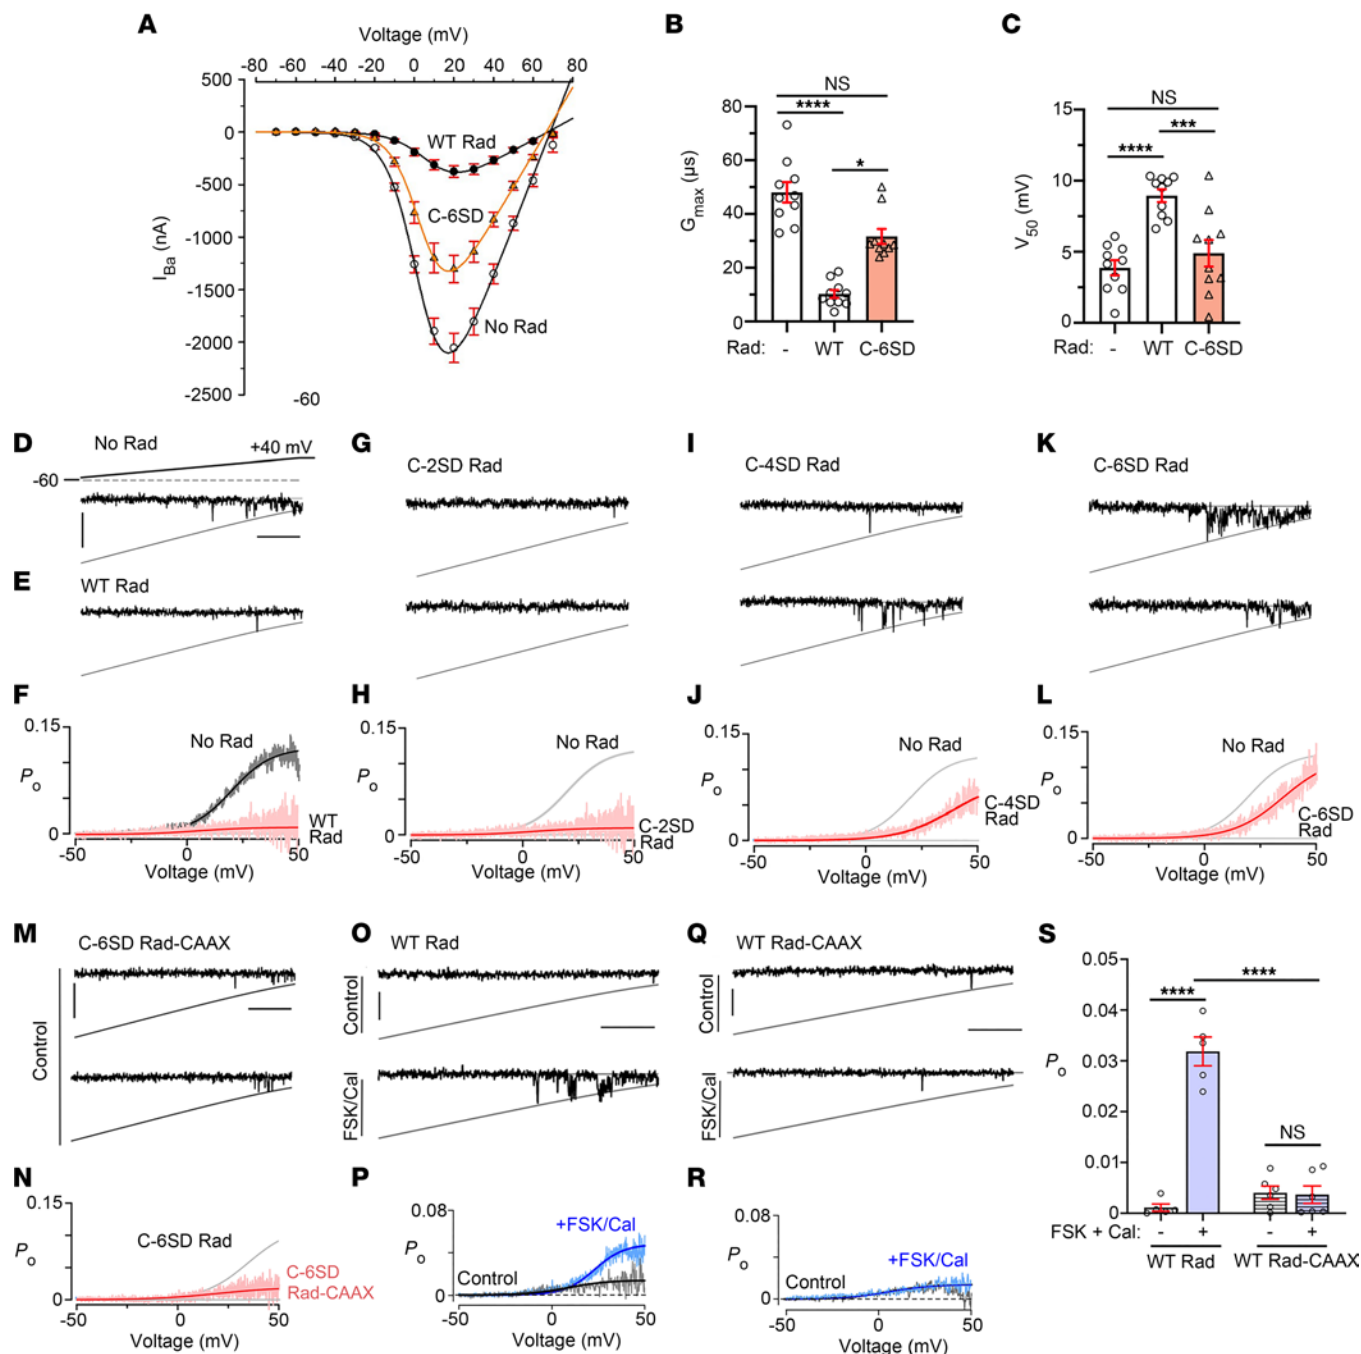 A
Voltage (mV)
-80 -60 -40 -20 0 20 40 60 80
500
0
-500
-1000
-1500
-2000
-2500
I_Ba (nA)
WT Rad
C-6SD
No Rad
-60
B
NS
****
*
80
60
40
20
0
G_max (µs)
Rad: - WT C-6SD
C
NS
***
****
15
10
5
0
V_50 (mV)
Rad: - WT C-6SD
D
No Rad
+40 mV
-60
E
WT Rad
F
0.15
P_o
0
No Rad
WT
Rad
-50 0 50
Voltage (mV)
G
C-2SD Rad
H
0.15
P_o
0
No Rad
C-2SD
Rad
-50 0 50
Voltage (mV)
I
C-4SD Rad
J
0.15
P_o
0
No Rad
C-4SD
Rad
-50 0 50
Voltage (mV)
K
C-6SD Rad
L
0.15
P_o
0
No Rad
C-6SD
Rad
-50 0 50
Voltage (mV)
M
C-6SD Rad-CAAX
Control
N
0.15
P_o
0
C-6SD Rad
C-6SD
Rad-CAAX
-50 0 50
Voltage (mV)
O
WT Rad
Control
FSK/Cal
P
0.08
P_o
0
+FSK/Cal
Control
-50 0 50
Voltage (mV)
Q
WT Rad-CAAX
Control
FSK/Cal
R
0.08
P_o
0
+FSK/Cal
Control
-50 0 50
Voltage (mV)
S
****
****
NS
0.05
0.04
0.03
0.02
0.01
0
P_o
FSK + Cal: - + - +
WT Rad WT Rad-CAAX